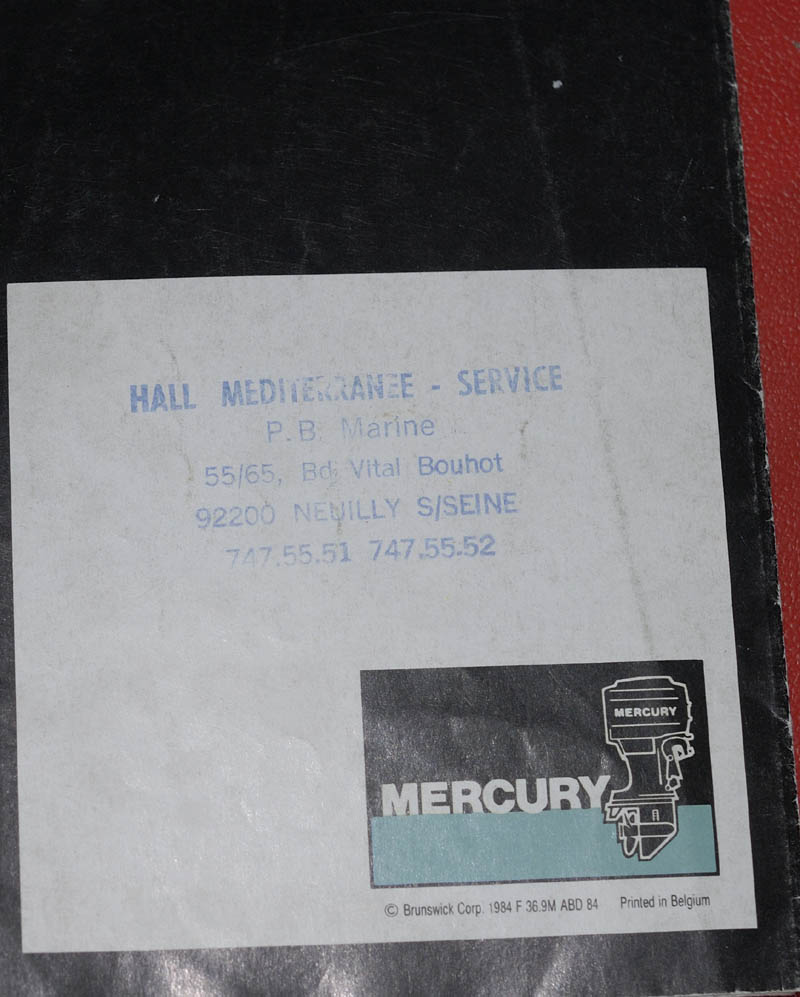 HALL MEDITERRANEE - SERVICE
P.B. Marine
55/65, Bd. Vital Bouhot
92200 NEUILLY S/SEINE
747.55.51 747.55.52
MERCURY
MERCURY
© Brunswick Corp. 1984 F 36.9M ABD 84 Printed in Belgium